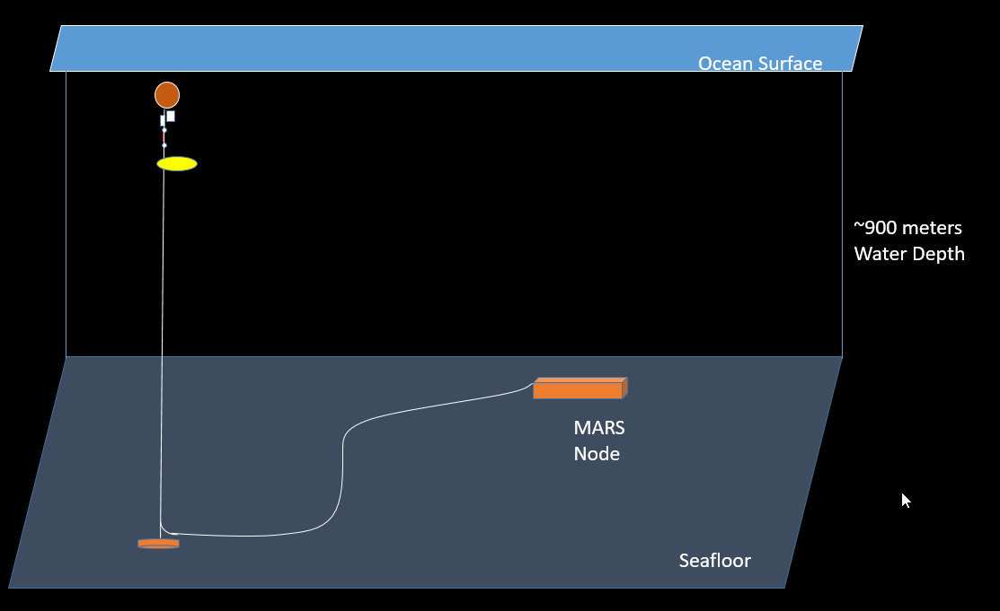 Ocean Surface
~900 meters
Water Depth
MARS
Node
Seafloor